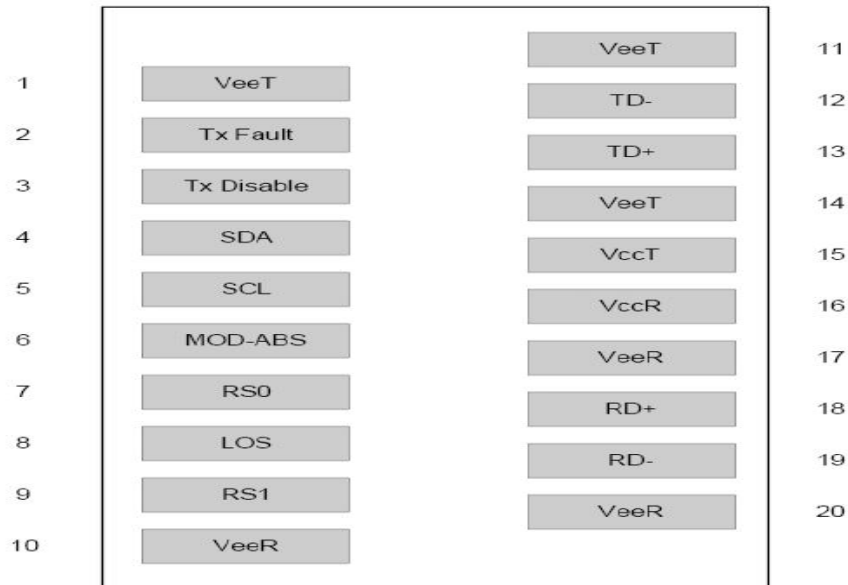 1 VeeT
2 Tx Fault
3 Tx Disable
4 SDA
5 SCL
6 MOD-ABS
7 RS0
8 LOS
9 RS1
10 VeeR
VeeT 11
TD- 12
TD+ 13
VeeT 14
VccT 15
VccR 16
VeeR 17
RD+ 18
RD- 19
VeeR 20